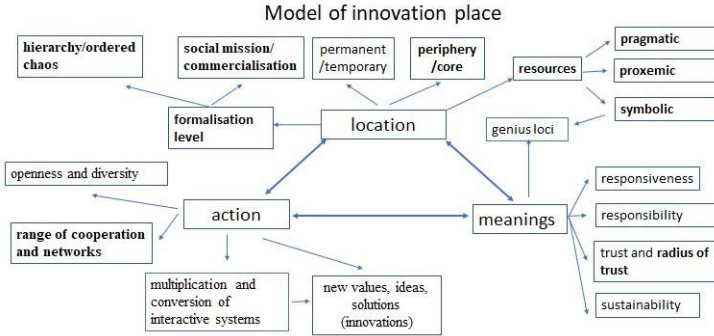 Model of innovation place
hierarchy/ordered
chaos
social mission/
commercialisation
permanent
/temporary
periphery
/core
resources
pragmatic
proxemic
symbolic
formalisation
level
location
genius loci
openness and diversity
action
meanings
responsiveness
responsibility
range of cooperation
and networks
trust and radius of
trust
multiplication and
conversion of
interactive systems
new values, ideas,
solutions
(innovations)
sustainability